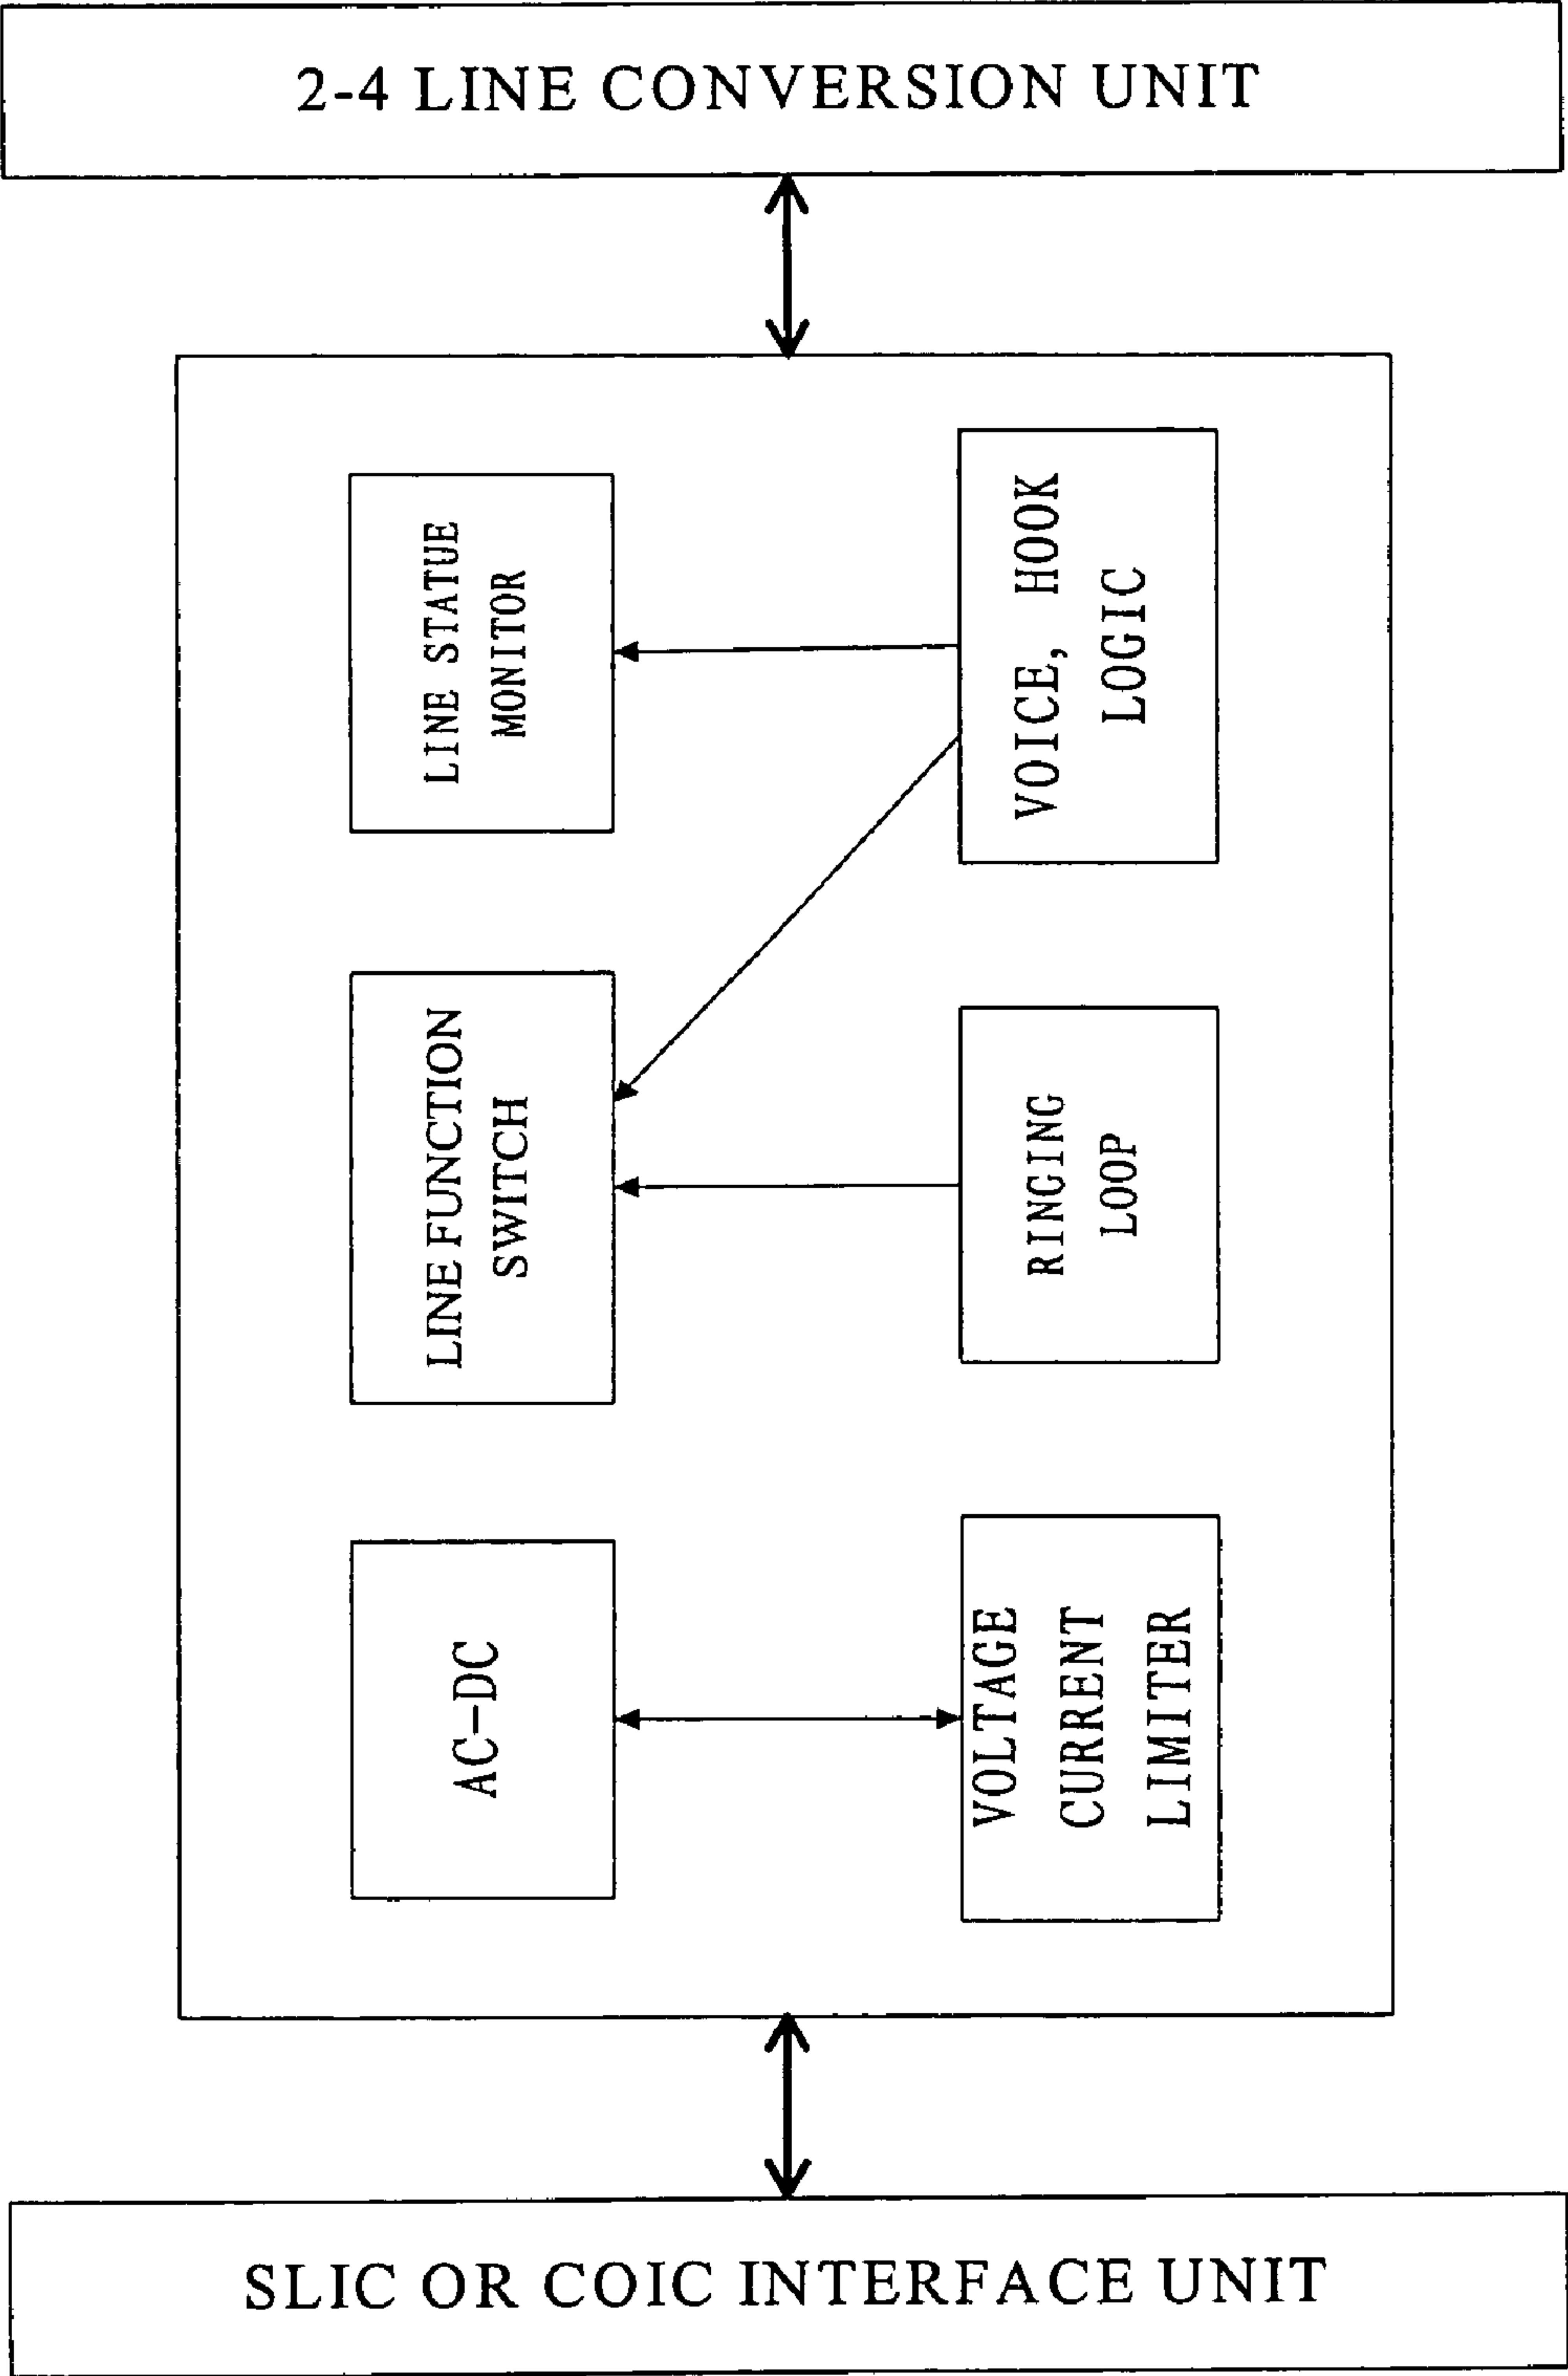 2-4 LINE CONVERSION UNIT
LINE STATUE
MONITOR
VOICE, HOOK
LOGIC
LINE FUNCTION
SWITCH
RINGING
LOOP
AC-DC
VOLTAGE
CURRENT
LIMITER
SLIC OR COIC INTERFACE UNIT